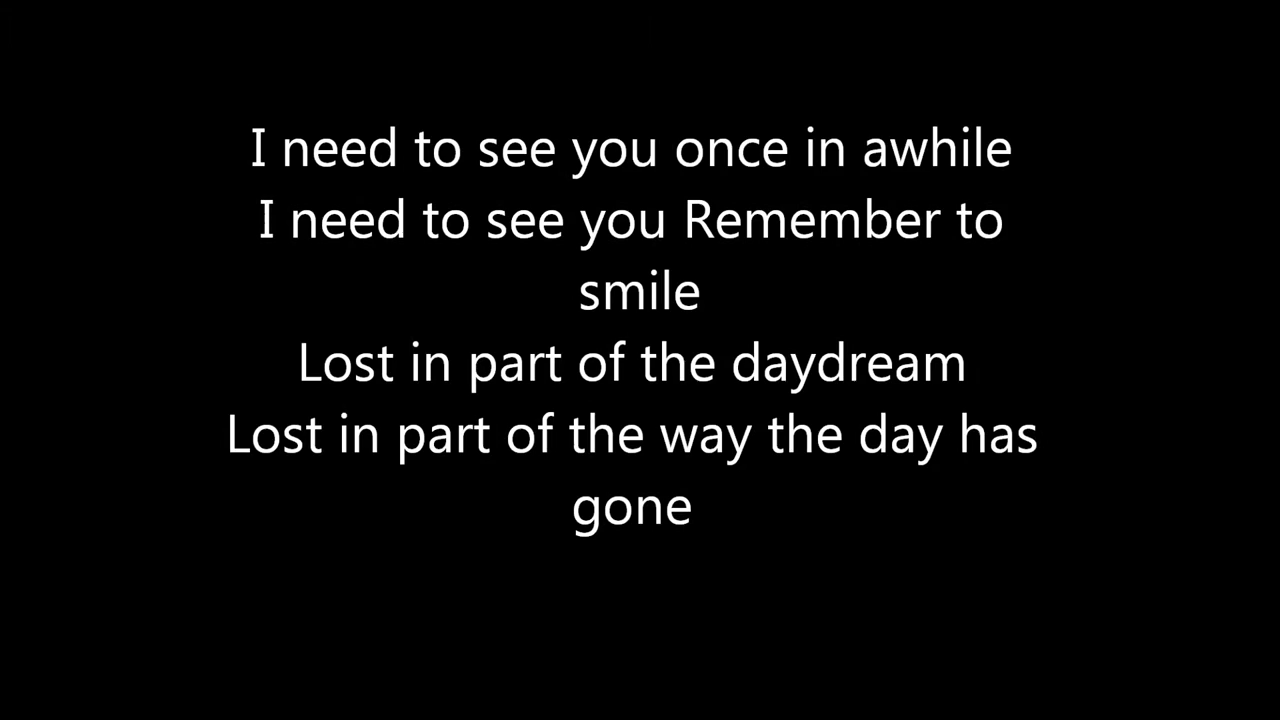 I need to see you once in awhile
I need to see you Remember to
smile
Lost in part of the daydream
Lost in part of the way the day has
gone